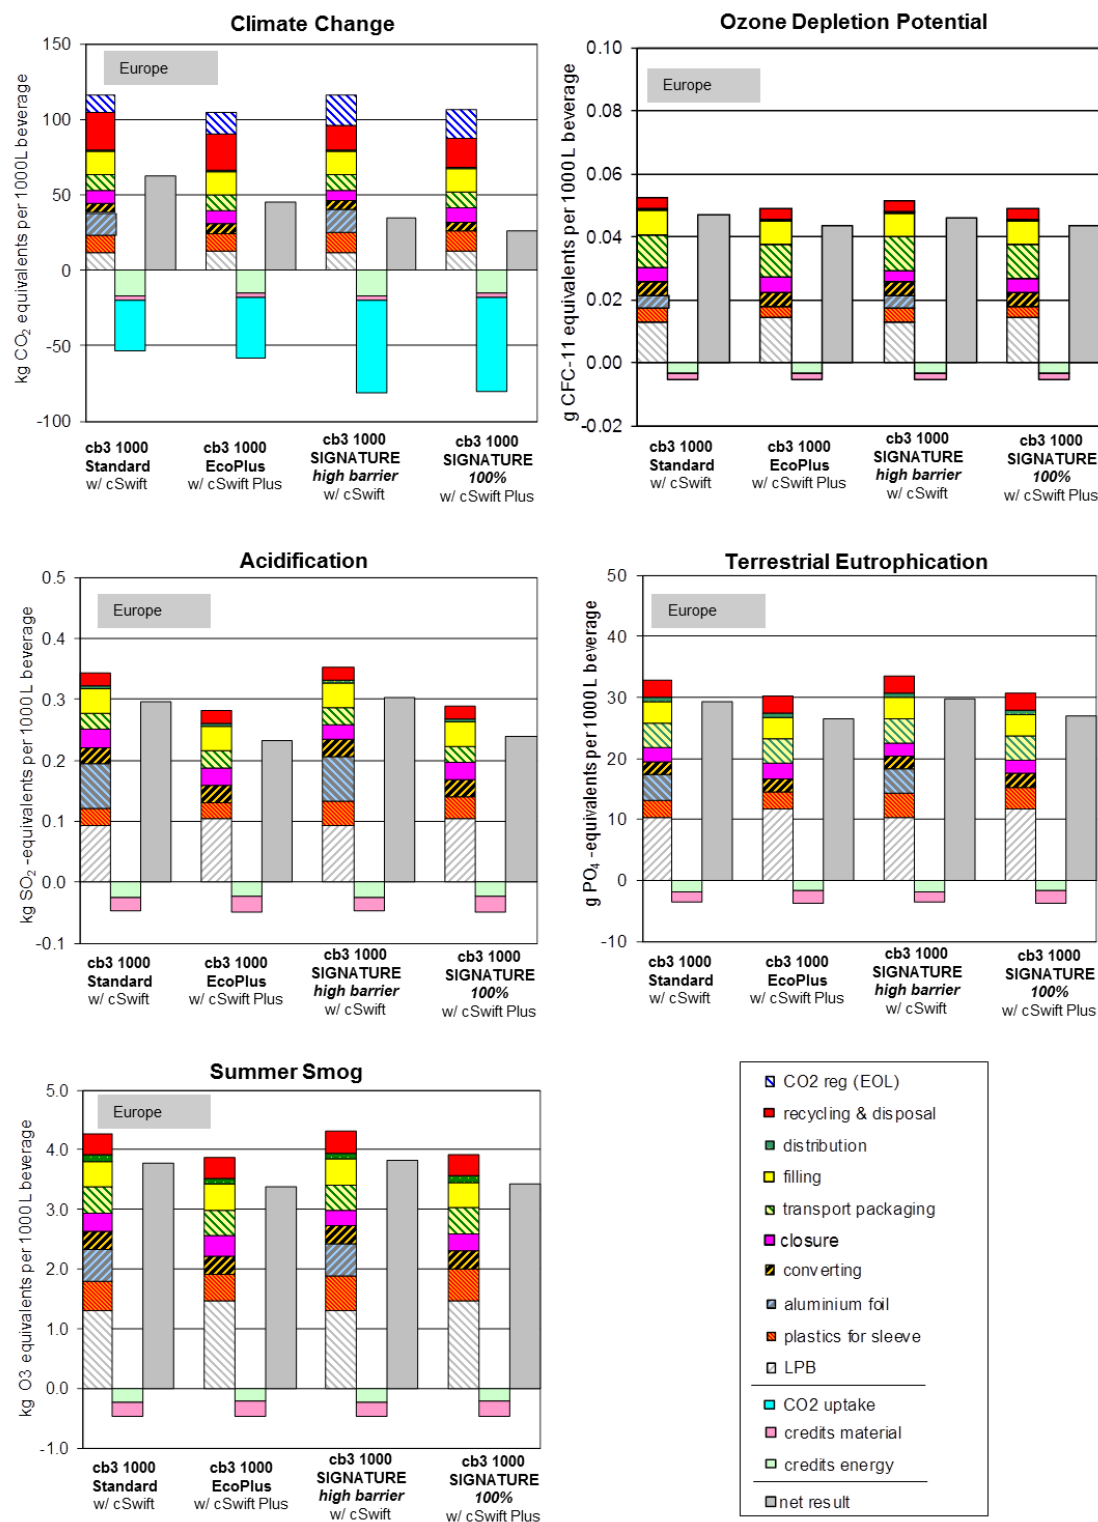 Climate Change
kg CO2 equivalents per 1000L beverage
150
100
50
0
-50
-100
Europe
cb3 1000
Standard
w/ cSwift
cb3 1000
EcoPlus
w/ cSwift Plus
cb3 1000
SIGNATURE
high barrier
w/ cSwift
cb3 1000
SIGNATURE
100%
w/ cSwift Plus
Ozone Depletion Potential
g CFC-11 equivalents per 1000 L beverage
0.10
0.08
0.06
0.04
0.02
0.00
-0.02
Europe
cb3 1000
Standard
w/ cSwift
cb3 1000
EcoPlus
w/ cSwift Plus
cb3 1000
SIGNATURE
high barrier
w/ cSwift
cb3 1000
SIGNATURE
100%
w/ cSwift Plus
Acidification
kg SO2 -equivalents per 1000 L beverage
0.5
0.4
0.3
0.2
0.1
0.0
-0.1
Europe
cb3 1000
Standard
w/ cSwift
cb3 1000
EcoPlus
w/ cSwift Plus
cb3 1000
SIGNATURE
high barrier
w/ cSwift
cb3 1000
SIGNATURE
100%
w/ cSwift Plus
Terrestrial Eutrophication
g PO4 -equivalents per 1000 L beverage
50
40
30
20
10
0
-10
Europe
cb3 1000
Standard
w/ cSwift
cb3 1000
EcoPlus
w/ cSwift Plus
cb3 1000
SIGNATURE
high barrier
w/ cSwift
cb3 1000
SIGNATURE
100%
w/ cSwift Plus
Summer Smog
kg O3 equivalents per 1000 L beverage
5.0
4.0
3.0
2.0
1.0
0.0
-1.0
Europe
cb3 1000
Standard
w/ cSwift
cb3 1000
EcoPlus
w/ cSwift Plus
cb3 1000
SIGNATURE
high barrier
w/ cSwift
cb3 1000
SIGNATURE
100%
w/ cSwift Plus
CO2 reg (EOL)
recycling & disposal
distribution
filling
transport packaging
closure
converting
aluminium foil
plastics for sleeve
LPB
CO2 uptake
credits material
credits energy
net result